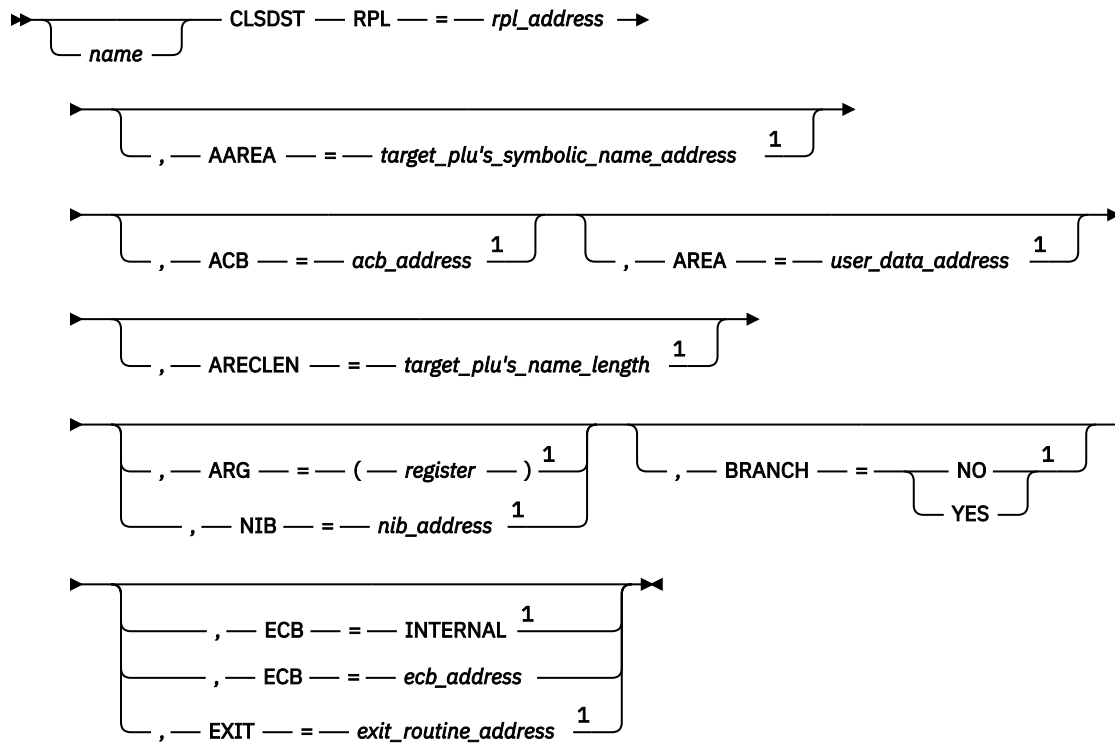 CLSDST RPL = rpl_address
name
, AAREA = target_plu's_symbolic_name_address 1
, ACB = acb_address 1 , AREA = user_data_address 1
, ARECLEN = target_plu's_name_length 1
, ARG = ( register ) 1 , BRANCH = NO 1
, NIB = nib_address 1 YES
, ECB = INTERNAL 1
, ECB = ecb_address
, EXIT = exit_routine_address 1